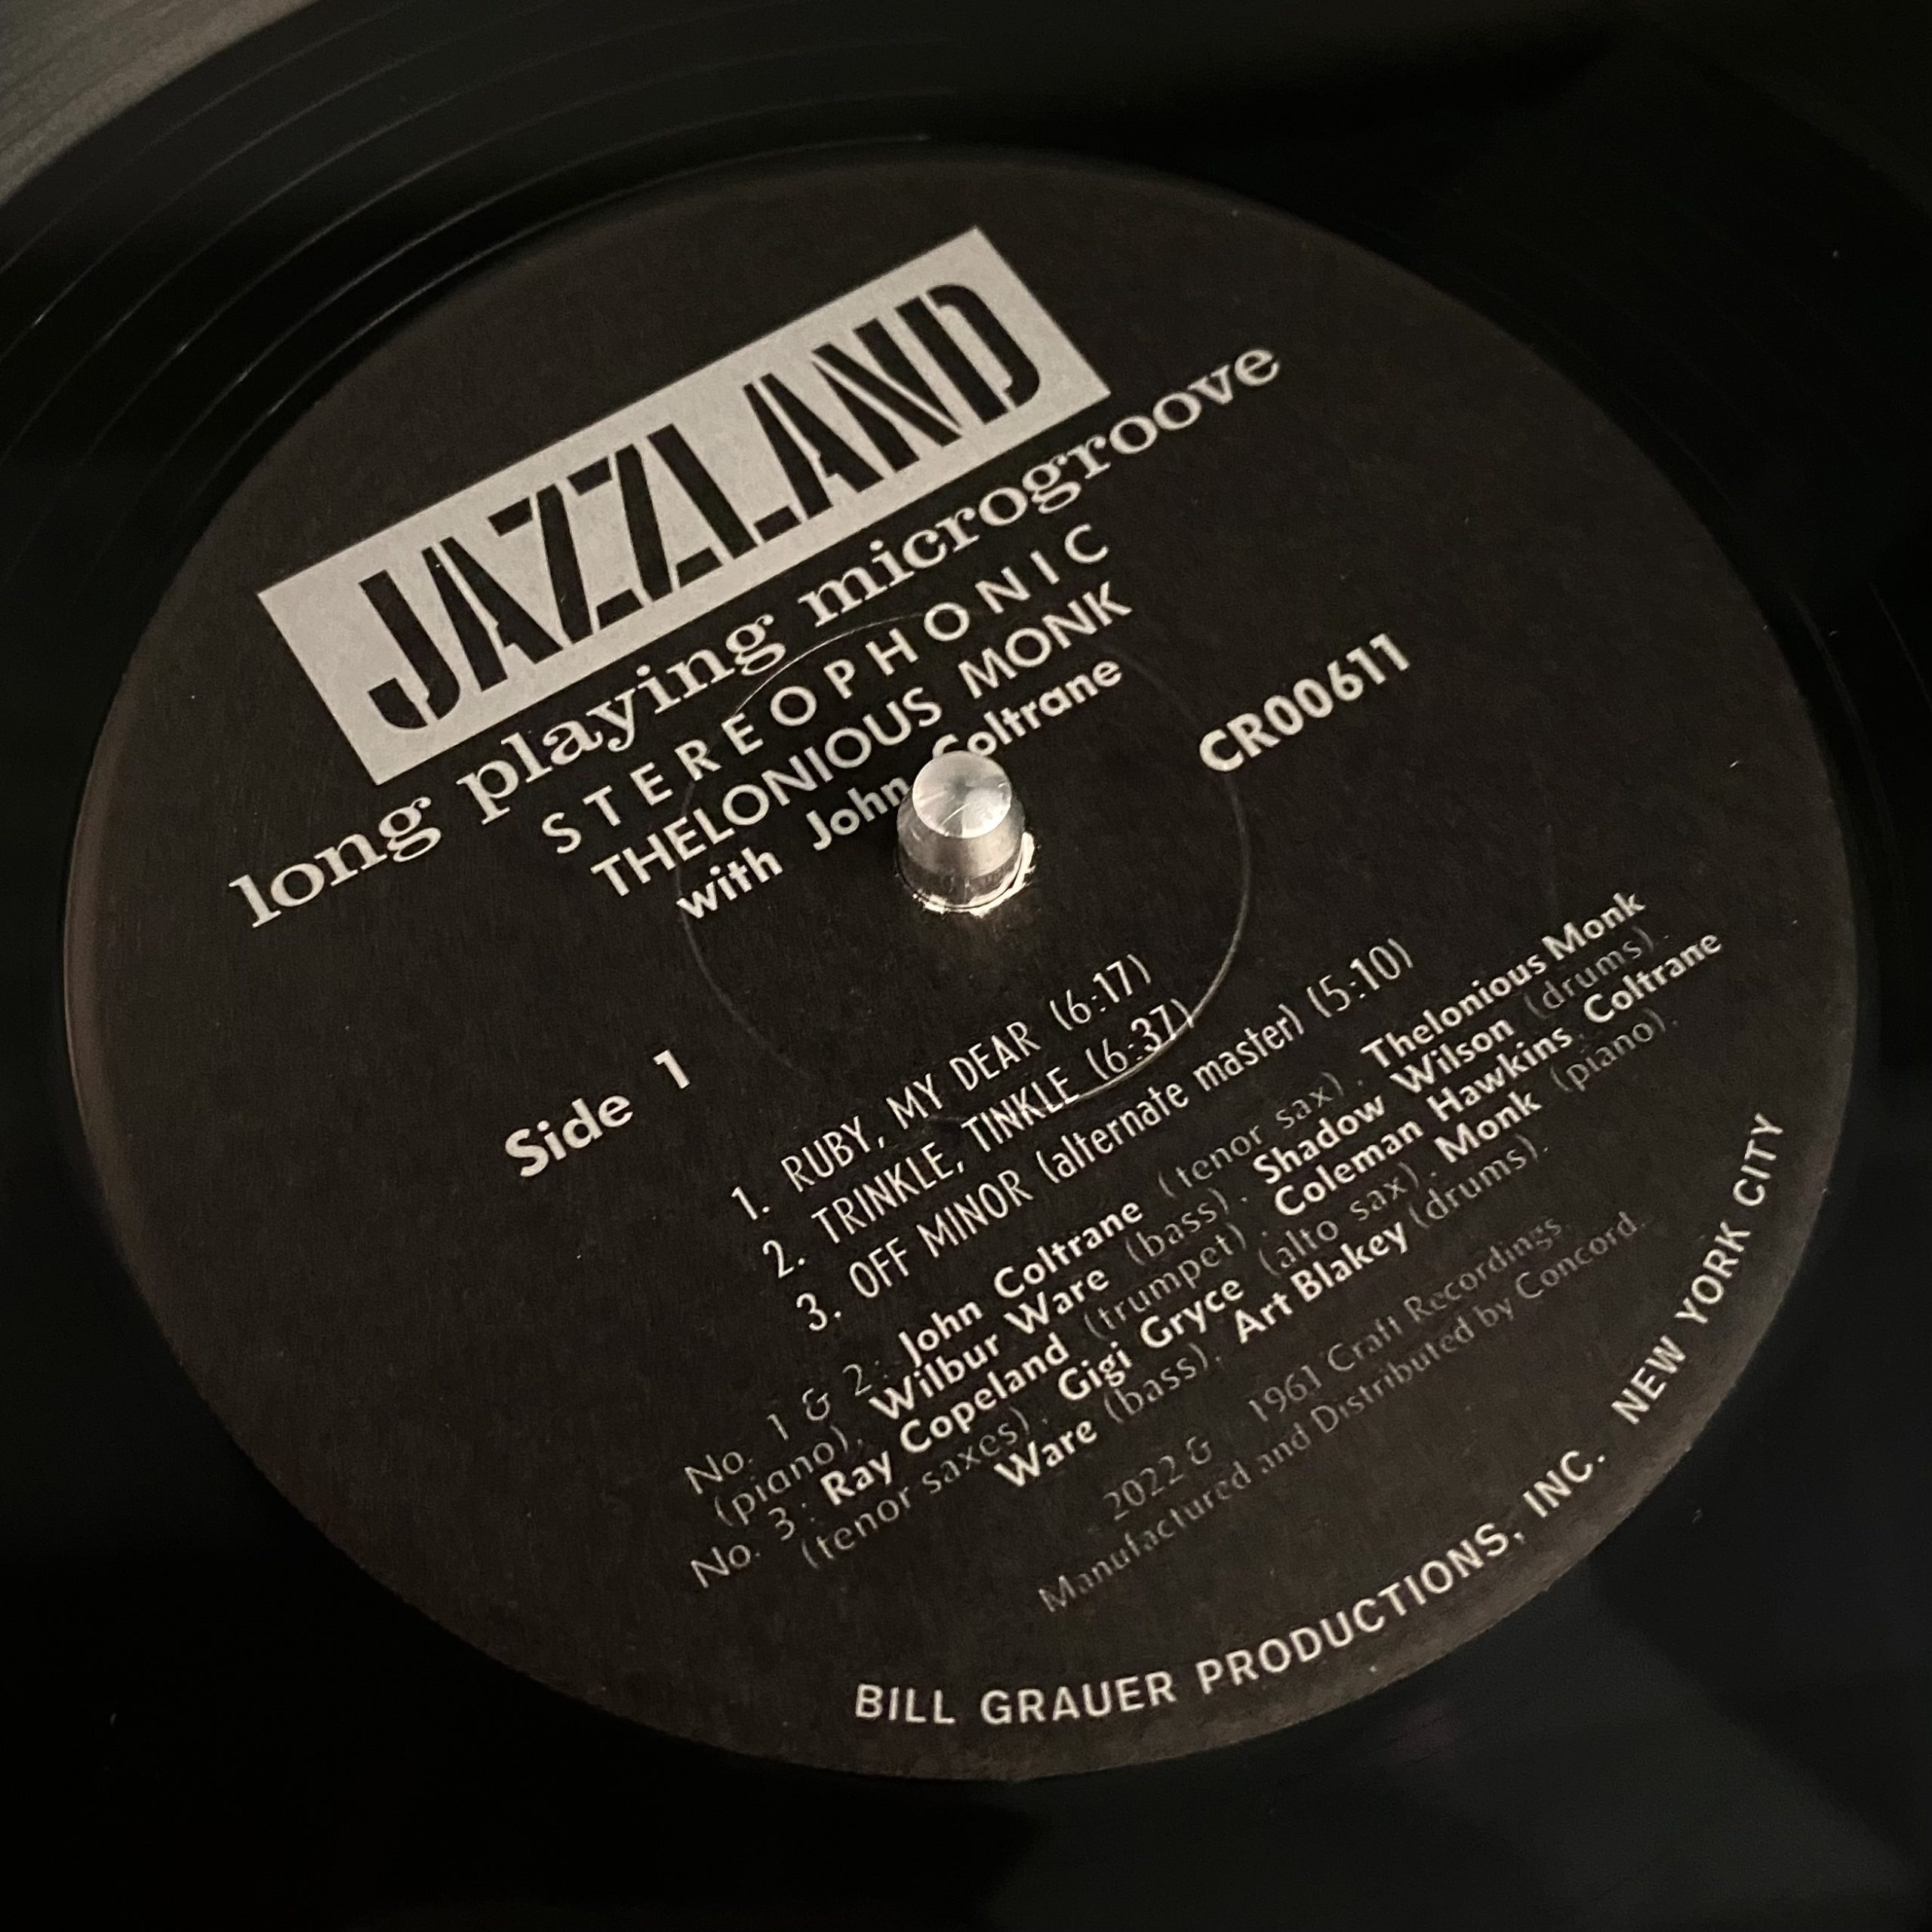 JAZZLAND
long playing microgroove
STEREOPHONIC
THELONIOUS MONK
with John Coltrane
CR00611
Side 1
1. RUBY, MY DEAR (6:17)
2. TRINKLE, TINKLE (6:37)
3. OFF MINOR (alternate master) (5:10)
No. 1 & 2: John Coltrane (tenor sax), Thelonious Monk
(piano), Wilbur Ware (bass), Shadow Wilson (drums).
No. 3: Ray Copeland (trumpet), Coleman Hawkins, Coltrane
(tenor saxes), Gigi Gryce (alto sax), Monk (piano),
Ware (bass), Art Blakey (drums).
2022 & 1961 Craft Recordings.
Manufactured and Distributed by Concord.
BILL GRAUER PRODUCTIONS, INC. NEW YORK CITY